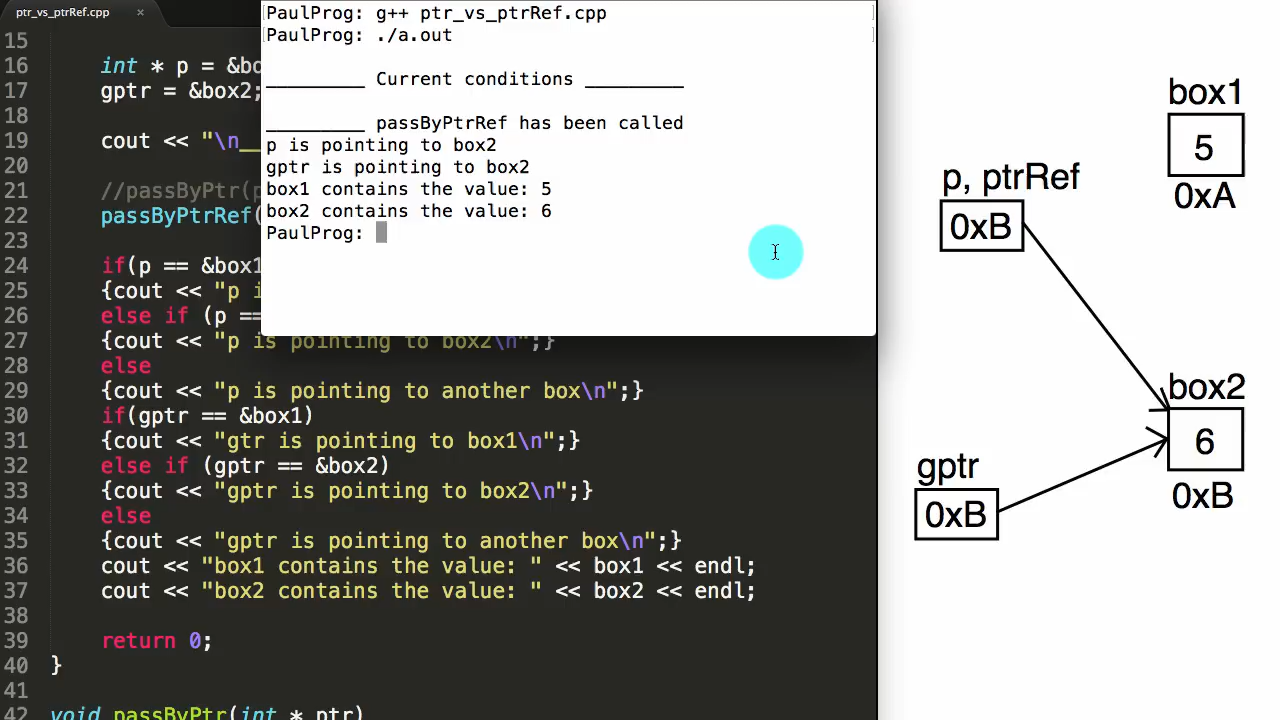 ptr_vs_ptrRef.cpp ×
PaulProg: g++ ptr_vs_ptrRef.cpp
PaulProg: ./a.out
_________ Current conditions _________
_________ passByPtrRef has been called
p is pointing to box2
gptr is pointing to box2
box1 contains the value: 5
box2 contains the value: 6
PaulProg:
15
16 int * p = &bo
17 gptr = &box2;
18
19 cout << "\n__
20
21 //passByPtr(p
22 passByPtrRef(
23
24 if(p == &box1
25 {cout << "p i
26 else if (p ==
27 {cout << "p is pointing to box2\n";}
28 else
29 {cout << "p is pointing to another box\n";}
30 if(gptr == &box1)
31 {cout << "gtr is pointing to box1\n";}
32 else if (gptr == &box2)
33 {cout << "gptr is pointing to box2\n";}
34 else
35 {cout << "gptr is pointing to another box\n";}
36 cout << "box1 contains the value: " << box1 << endl;
37 cout << "box2 contains the value: " << box2 << endl;
38
39 return 0;
40 }
41
42 void passByPtr(int * ptr)
box1
5
0xA
p, ptrRef
0xB
box2
6
0xB
gptr
0xB